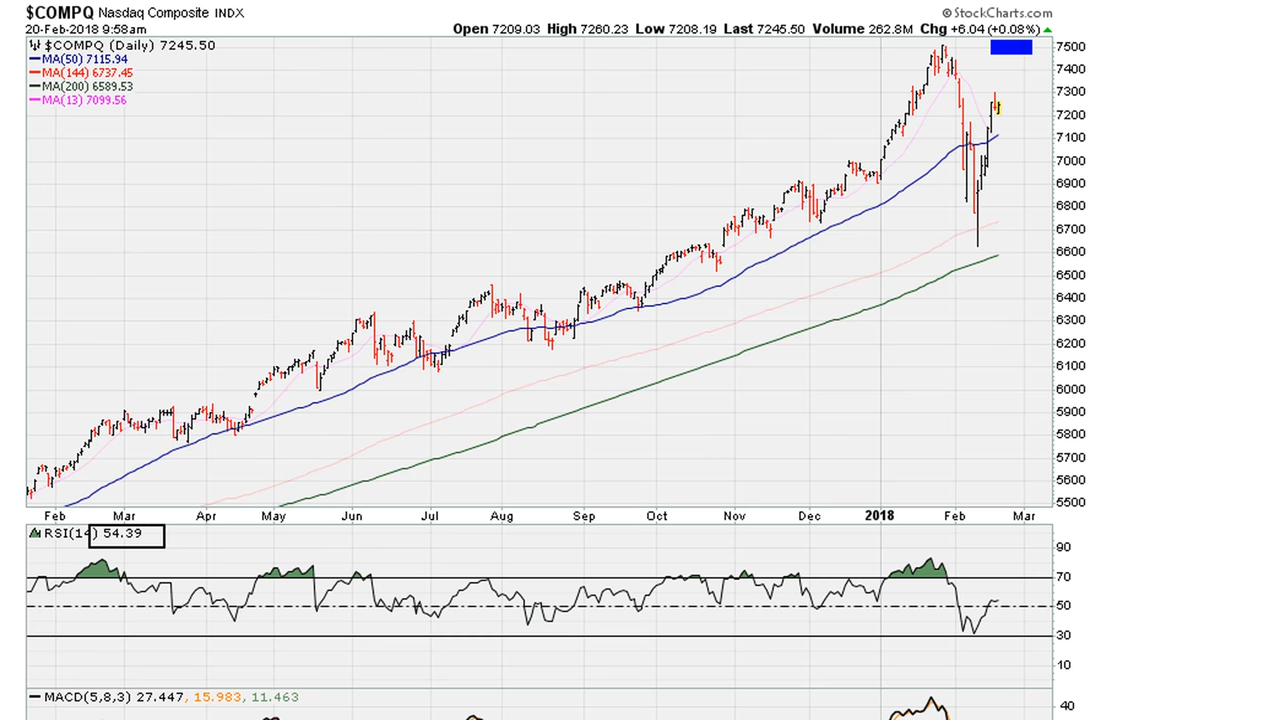 $COMPQ Nasdaq Composite INDX
© StockCharts.com
20-Feb-2018 9:58am
Open 7209.03 High 7260.23 Low 7208.19 Last 7245.50 Volume 262.8M Chg +6.04 (+0.08%)
$COMPQ (Daily) 7245.50
MA(50) 7115.94
MA(144) 6737.45
MA(200) 6589.53
MA(13) 7099.56
7500
7400
7300
7200
7100
7000
6900
6800
6700
6600
6500
6400
6300
6200
6100
6000
5900
5800
5700
5600
5500
Feb Mar Apr May Jun Jul Aug Sep Oct Nov Dec 2018 Feb Mar
RSI(14) 54.39
90
70
50
30
10
MACD(5,8,3) 27.447, 15.983, 11.463
40